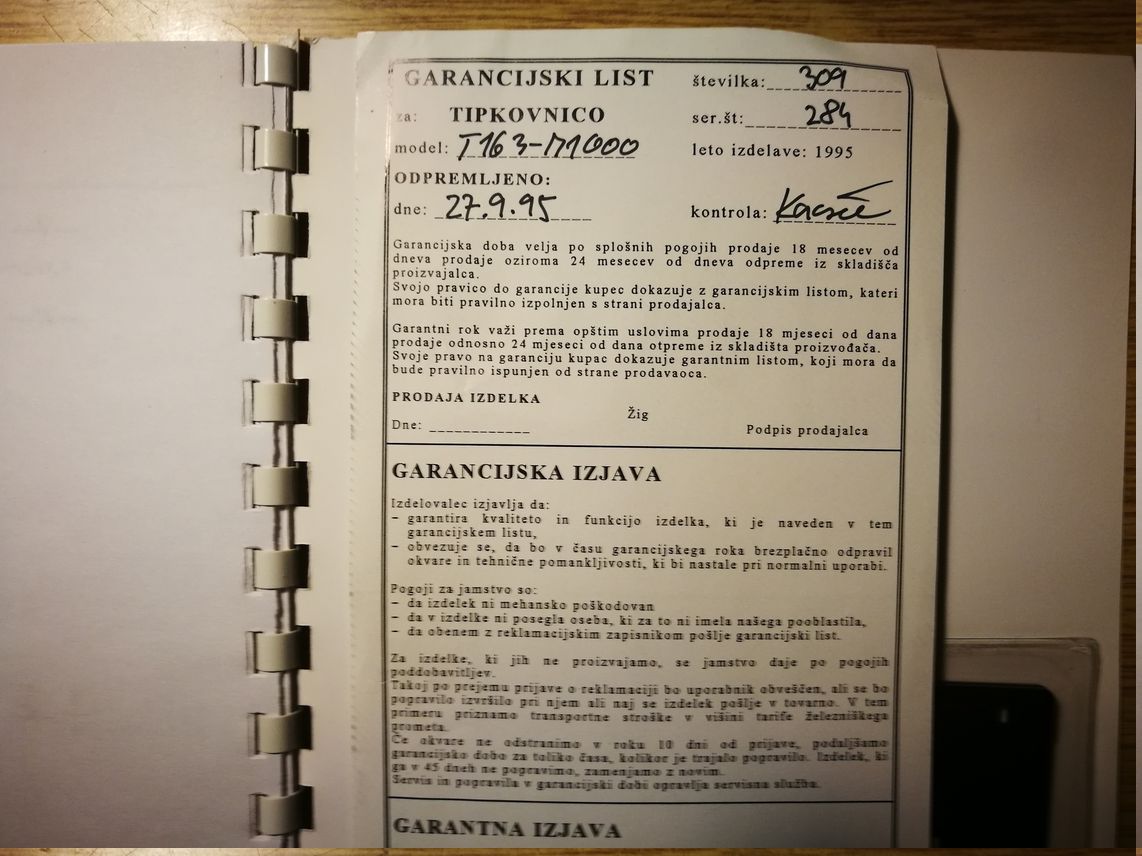 GARANCIJSKI LIST številka: 309
za: TIPKOVNICO ser.št: 284
model: T163-M1000 leto izdelave: 1995
ODPREMLJENO:
dne: 27.9.95 kontrola:
Garancijska doba velja po splošnih pogojih prodaje 18 mesecev od
dneva prodaje oziroma 24 mesecev od dneva odpreme iz skladišča
proizvajalca.
Svojo pravico do garancije kupec dokazuje z garancijskim listom, kateri
mora biti pravilno izpolnjen s strani prodajalca.
Garantni rok važi prema opštim uslovima prodaje 18 mjeseci od dana
prodaje odnosno 24 mjeseci od dana otpreme iz skladišta proizvođača.
Svoje pravo na garanciju kupac dokazuje garantnim listom, koji mora da
bude pravilno ispunjen od strane prodavaoca.
PRODAJA IZDELKA
Žig
Dne: ____________ Podpis prodajalca
GARANCIJSKA IZJAVA
Izdelovalec izjavlja da:
– garantira kvaliteto in funkcijo izdelka, ki je naveden v tem
garancijskem listu,
– obvezuje se, da bo v času garancijskega roka brezplačno odpravil
okvare in tehnične pomankljivosti, ki bi nastale pri normalni uporabi.
Pogoji za jamstvo so:
– da izdelek ni mehansko poškodovan
– da v izdelke ni posegla oseba, ki za to ni imela našega pooblastila,
– da obenem z reklamacijskim zapisnikom pošlje garancijski list.
Za izdelke, ki jih ne proizvajamo, se jamstvo daje po pogojih
poddobavitljev.
Takoj po prejemu prijave o reklamaciji bo uporabnik obveščen, ali se bo
popravilo izvršilo pri njem ali naj se izdelek pošlje v tovarno. V tem
primeru priznamo transportne stroške v višini tarife železniškega
prometa.
Če okvare ne odstranimo v roku 10 dni od prijave, podaljšamo
garancijsko dobo za toliko časa, kolikor je trajalo popravilo. Izdelek, ki
ga v 45 dneh ne popravimo, zamenjamo z novim.
Servis in popravila v garancijski dobi opravlja servisna služba.
GARANTNA IZJAVA